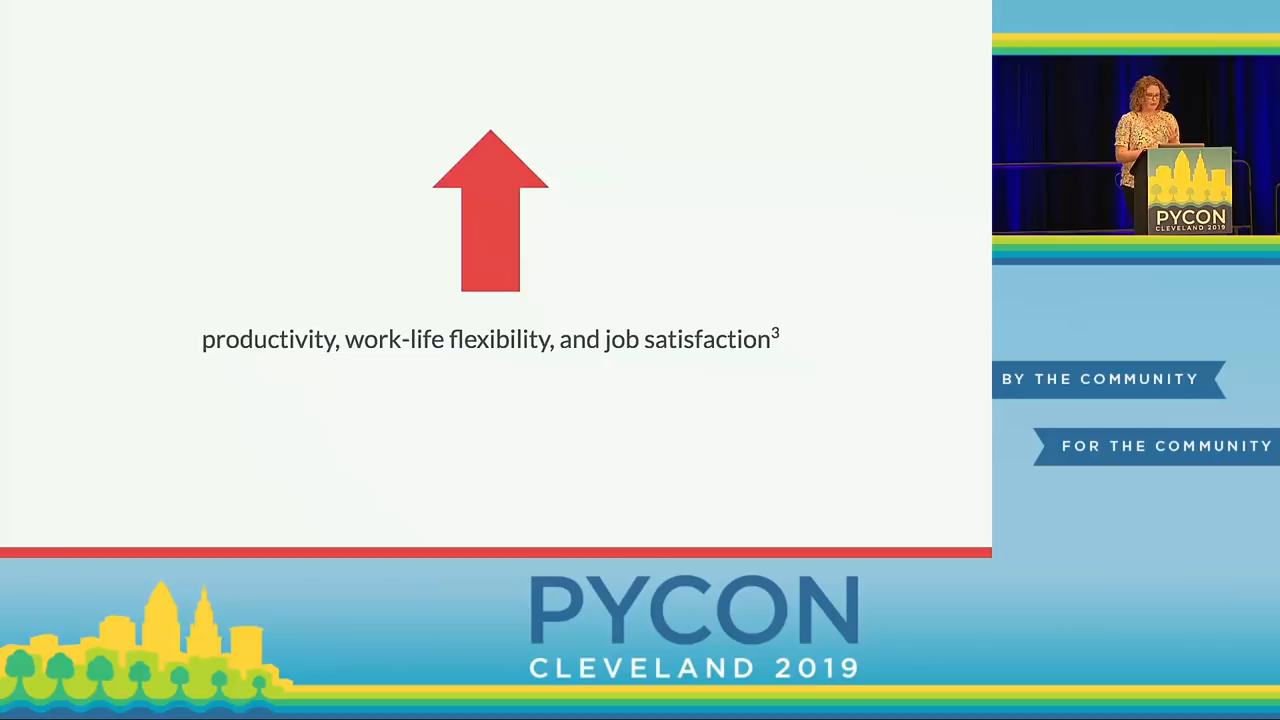 productivity, work-life flexibility, and job satisfaction³
PYCON
CLEVELAND 2019
BY THE COMMUNITY
FOR THE COMMUNITY
PYCON
CLEVELAND 2019